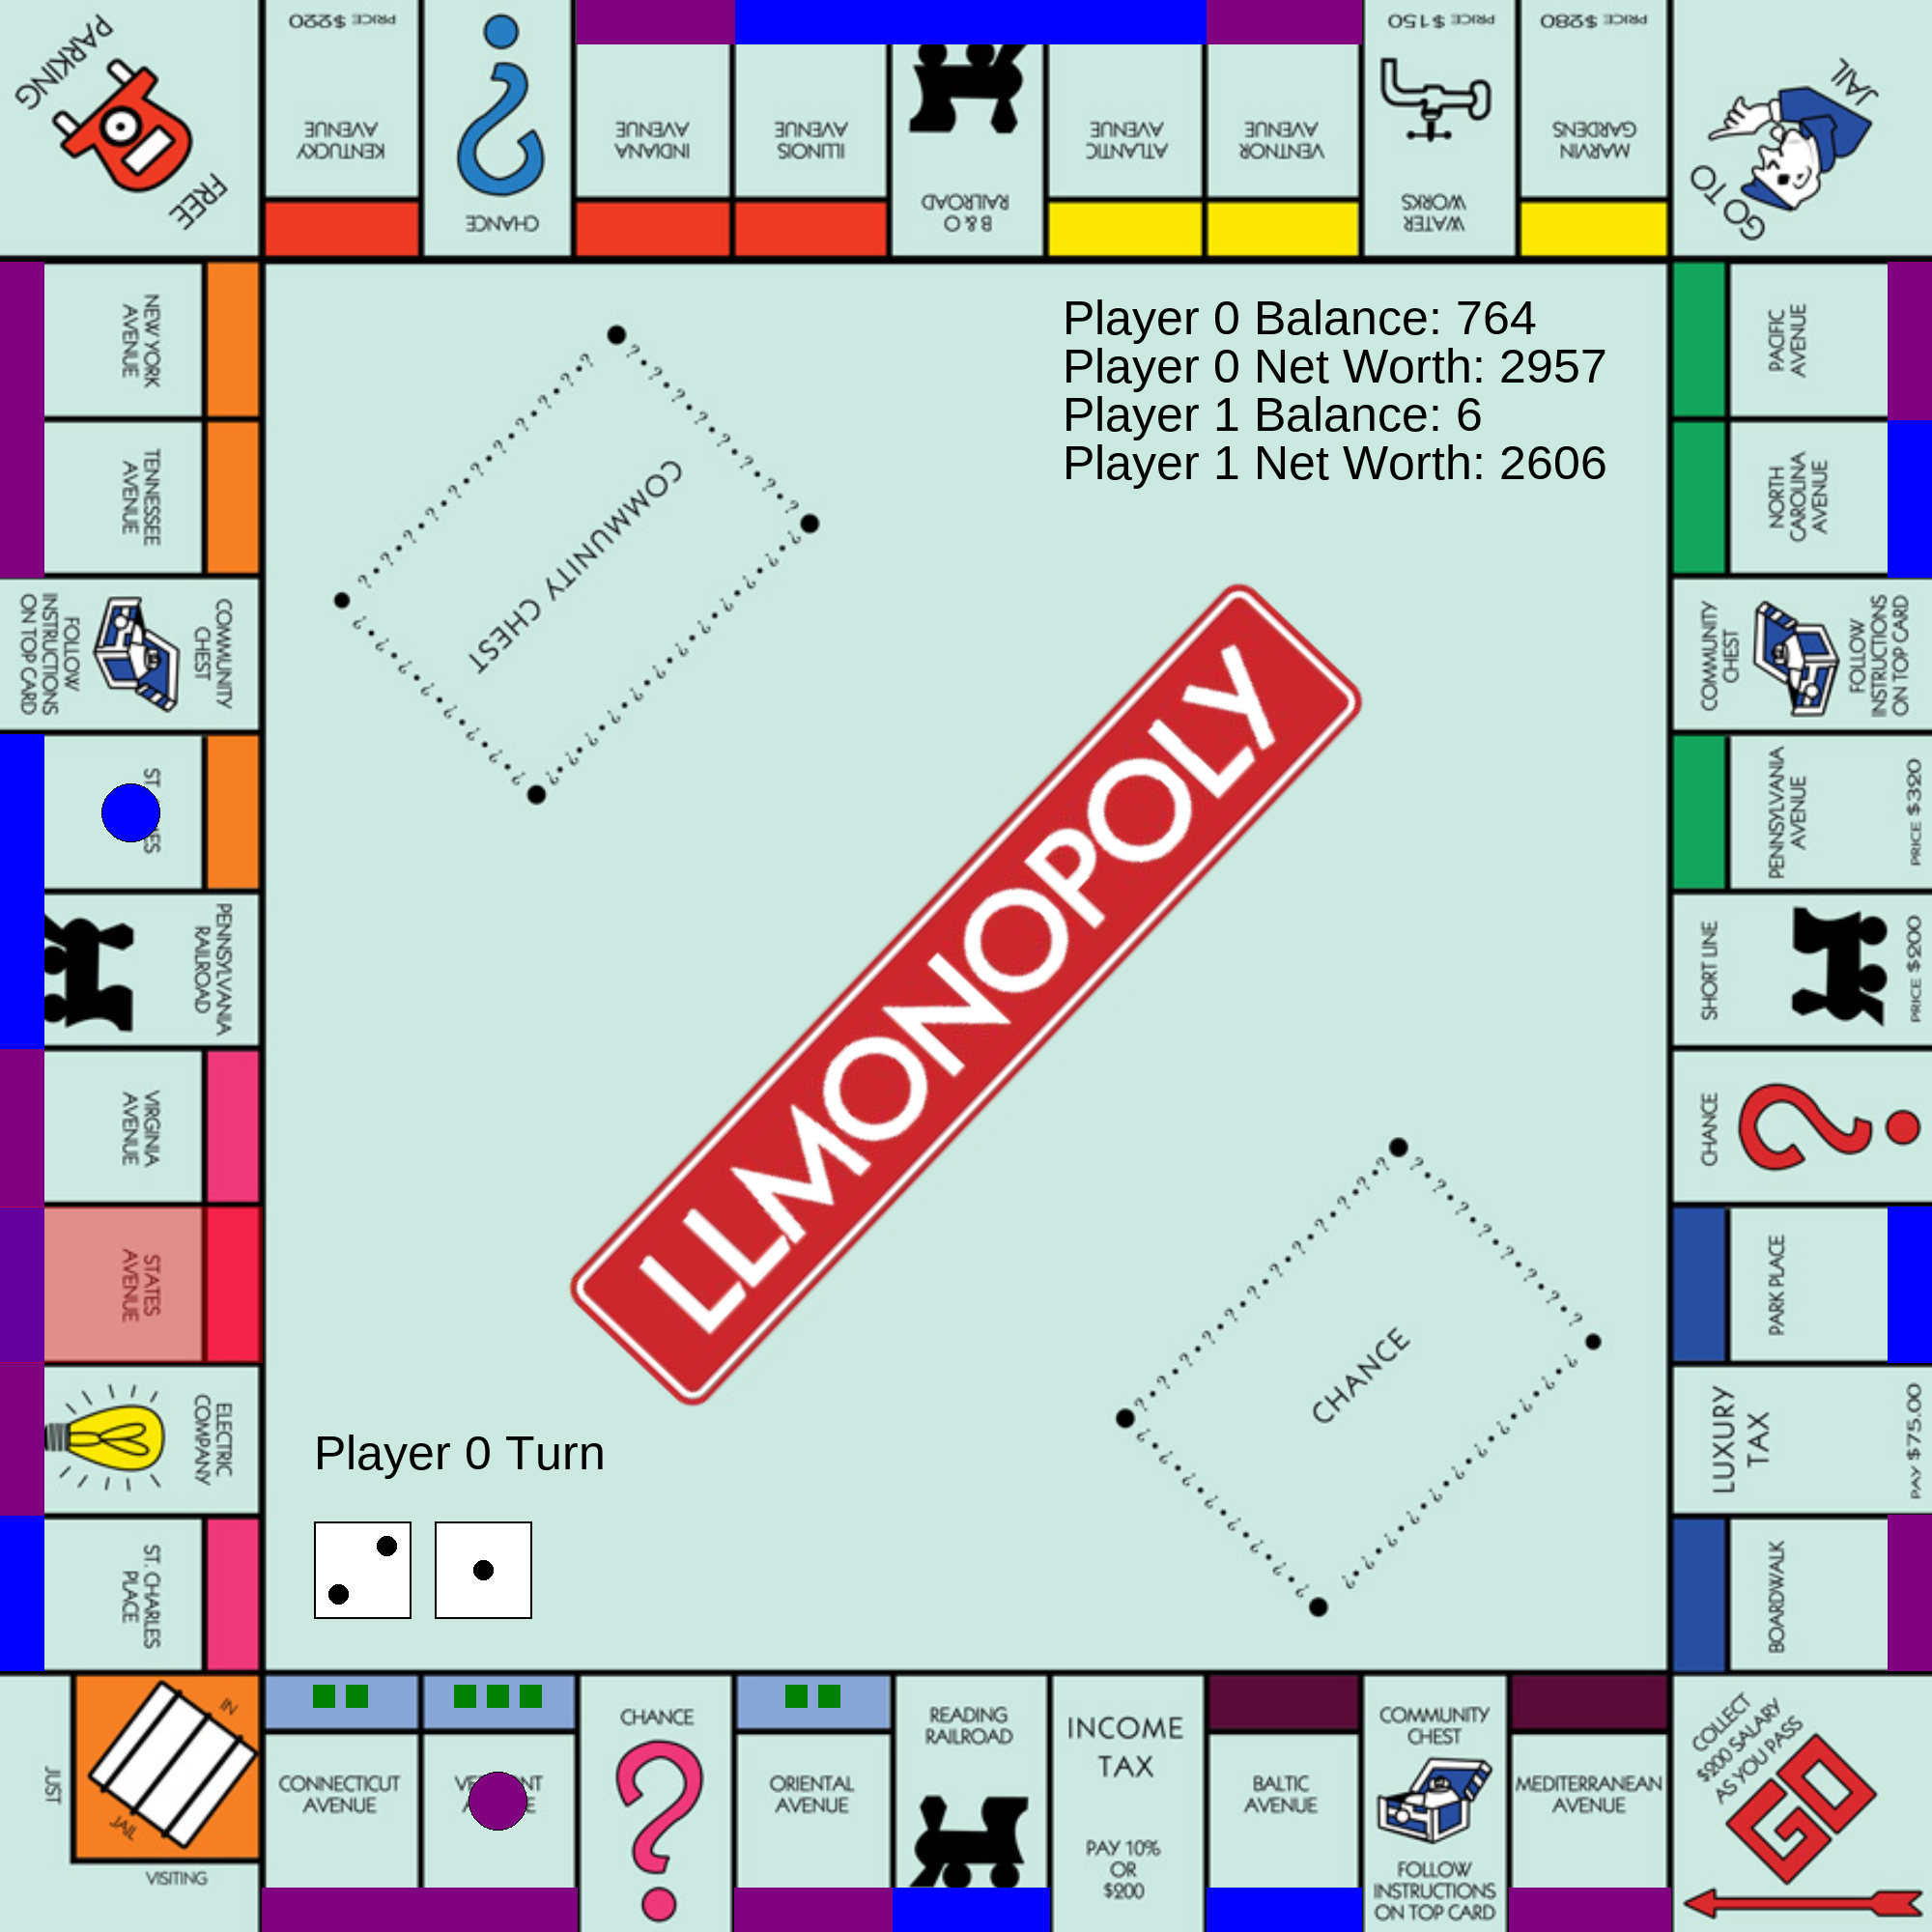 PARKING
FREE
PRICE $220
KENTUCKY
AVENUE
CHANCE
INDIANA
AVENUE
ILLINOIS
AVENUE
B & O
RAILROAD
ATLANTIC
AVENUE
VENTNOR
AVENUE
PRICE $150
WATER
WORKS
PRICE $280
MARVIN
GARDENS
GO TO
JAIL
NEW YORK
AVENUE
TENNESSEE
AVENUE
COMMUNITY
CHEST
FOLLOW
INSTRUCTIONS
ON TOP CARD
ST
ES
PENNSYLVANIA
RAILROAD
VIRGINIA
AVENUE
STATES
AVENUE
ELECTRIC
COMPANY
ST. CHARLES
PLACE
Player 0 Balance: 764
Player 0 Net Worth: 2957
Player 1 Balance: 6
Player 1 Net Worth: 2606
COMMUNITY CHEST
LLMONOPOLY
CHANCE
Player 0 Turn
PACIFIC
AVENUE
NORTH
CAROLINA
AVENUE
COMMUNITY
CHEST
FOLLOW
INSTRUCTIONS
ON TOP CARD
PENNSYLVANIA
AVENUE
PRICE $320
SHORT LINE
PRICE $200
CHANCE
PARK PLACE
LUXURY
TAX
PAY $75.00
BOARDWALK
JUST
VISITING
IN
JAIL
CONNECTICUT
AVENUE
VE NT
A E
CHANCE
ORIENTAL
AVENUE
READING
RAILROAD
INCOME
TAX
PAY 10%
OR
$200
BALTIC
AVENUE
COMMUNITY
CHEST
FOLLOW
INSTRUCTIONS
ON TOP CARD
MEDITERRANEAN
AVENUE
COLLECT
$200 SALARY
AS YOU PASS
GO